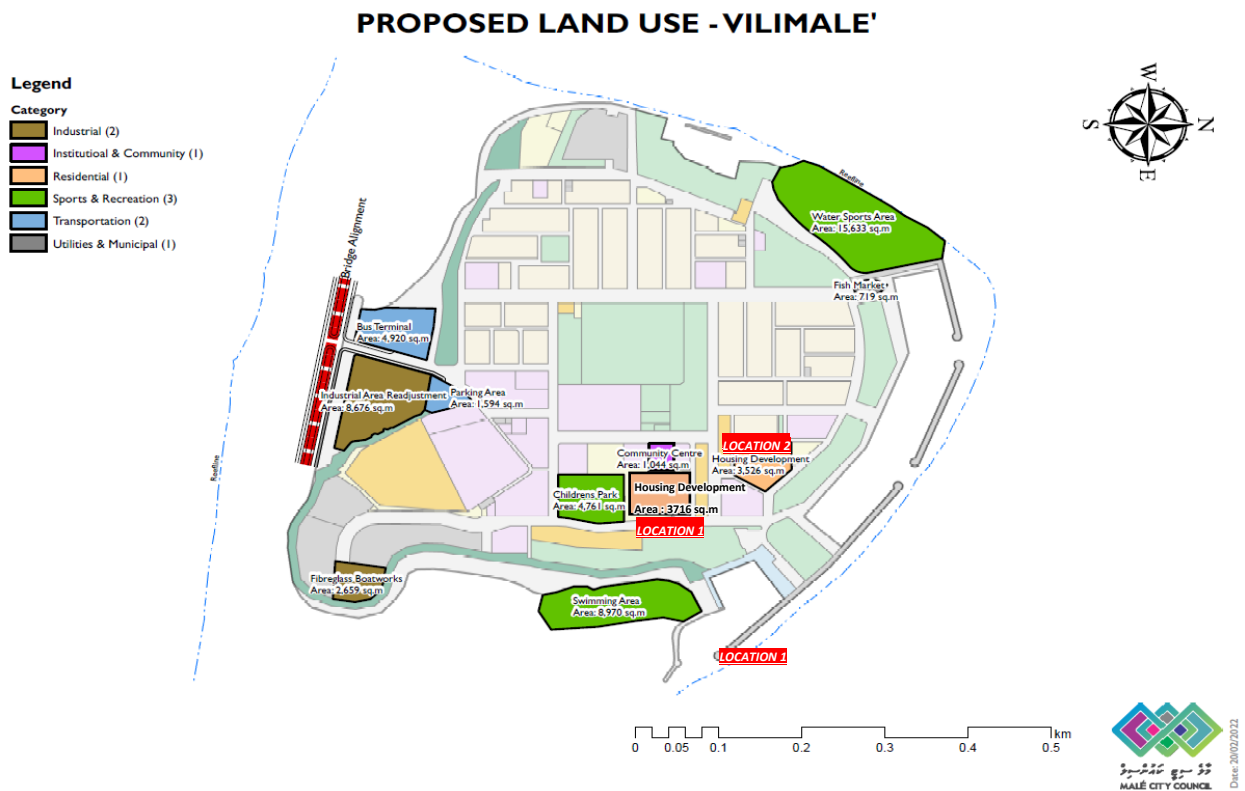 PROPOSED LAND USE - VILIMALE'
Legend
Category
Industrial (2)
Institutioal & Community (1)
Residential (1)
Sports & Recreation (3)
Transportation (2)
Utilities & Municipal (1)
W
S
N
E
Reefline
Water Sports Area
Area: 15,633 sq.m
Fish Market
Area: 719 sq.m
Bridge Alignment
Bus Terminal
Area: 4,920 sq.m
Industrial Area Readjustment
Area: 8,676 sq.m
Parking Area
Area: 1,594 sq.m
LOCATION 2
Housing Development
Area: 3,526 sq.m
Community Centre
Area: 1,044 sq.m
Reefline
Childrens Park
Area: 4,761 sq.m
Housing Development
Area : 3716 sq.m
LOCATION 1
Fibreglass Boatworks
Area: 2,659 sq.m
Swimming Area
Area: 8,970 sq.m
LOCATION 1
km
0 0.05 0.1 0.2 0.3 0.4 0.5
މާލެ ސިޓީ ކައުންސިލް
MALÉ CITY COUNCIL
Date: 20/02/2022